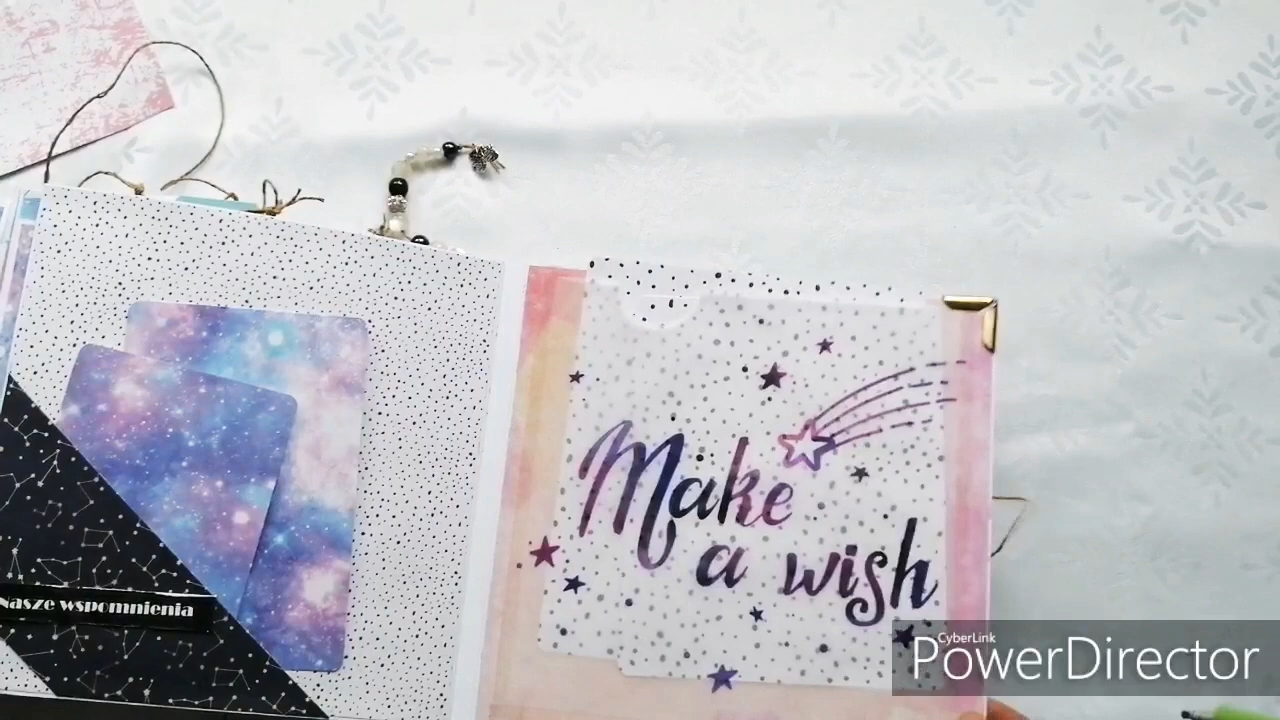 Nasze wspomnienia
Make
a wish
CyberLink
PowerDirector